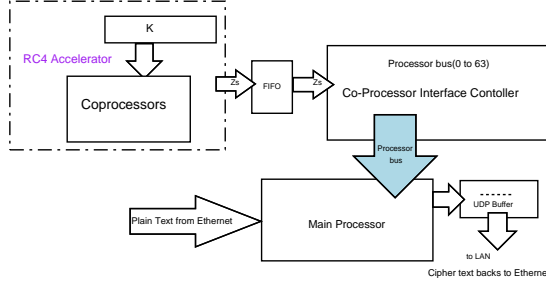 K
RC4 Accelerator
Coprocessors
Zs
FIFO
Zs
Processor bus(0 to 63)
Co-Processor Interface Contoller
Processor
bus
Plain Text from Ethernet
Main Processor
UDP Buffer
to LAN
Cipher text backs to Ethernet